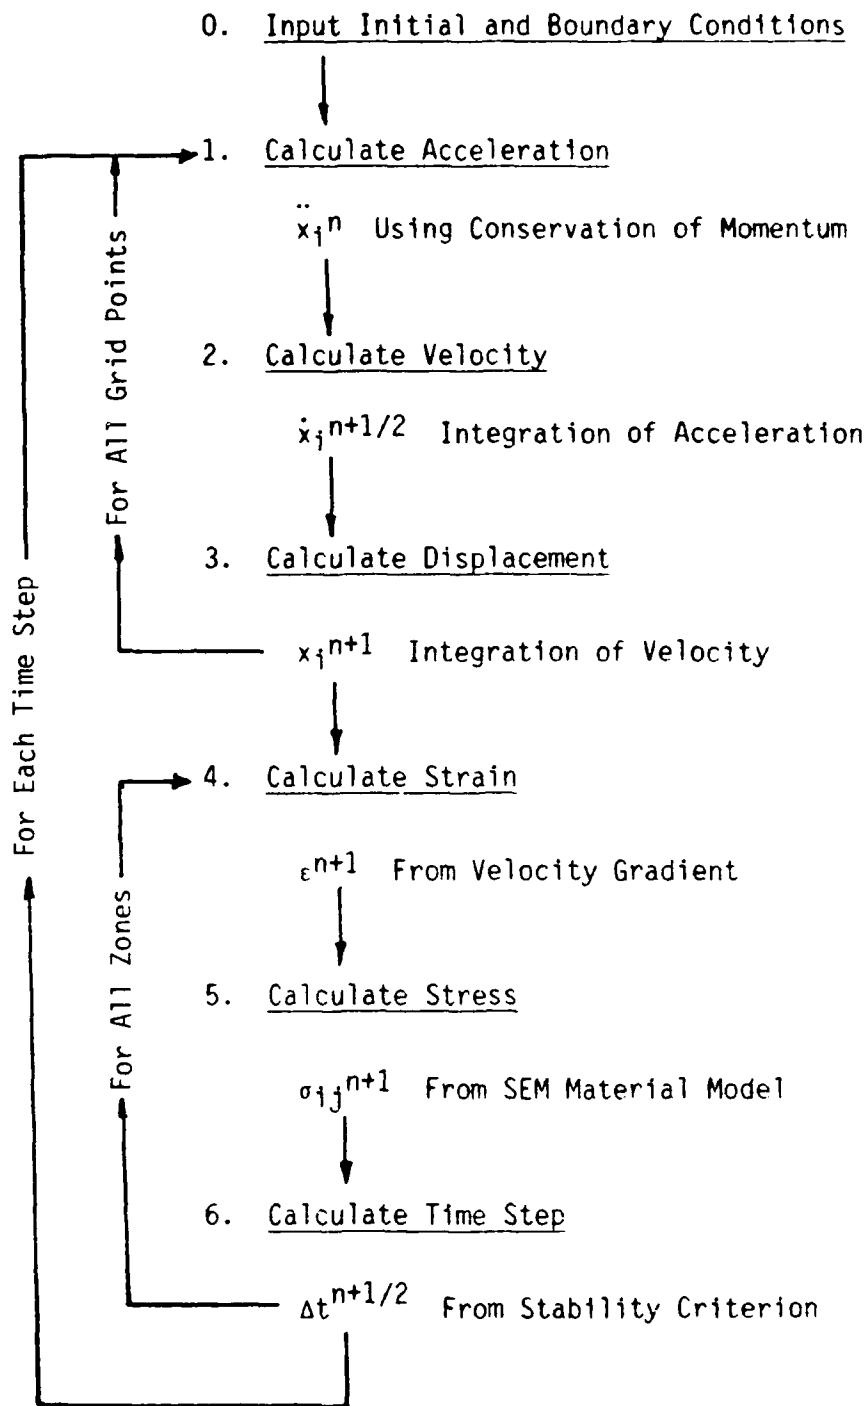 0. Input Initial and Boundary Conditions
1. Calculate Acceleration
ẍᵢⁿ Using Conservation of Momentum
2. Calculate Velocity
ẋᵢⁿ⁺¹/² Integration of Acceleration
3. Calculate Displacement
xᵢⁿ⁺¹ Integration of Velocity
4. Calculate Strain
εⁿ⁺¹ From Velocity Gradient
5. Calculate Stress
σᵢⱼⁿ⁺¹ From SEM Material Model
6. Calculate Time Step
Δtⁿ⁺¹/² From Stability Criterion
For All Grid Points
For Each Time Step
For All Zones